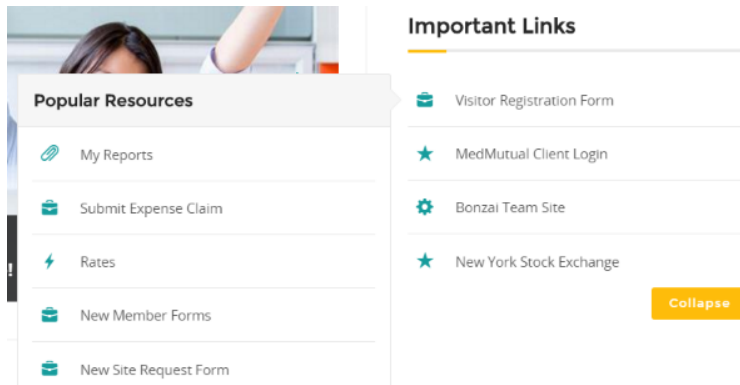 Important Links
Popular Resources
My Reports
Submit Expense Claim
Rates
New Member Forms
New Site Request Form
Visitor Registration Form
MedMutual Client Login
Bonzai Team Site
New York Stock Exchange
Collapse